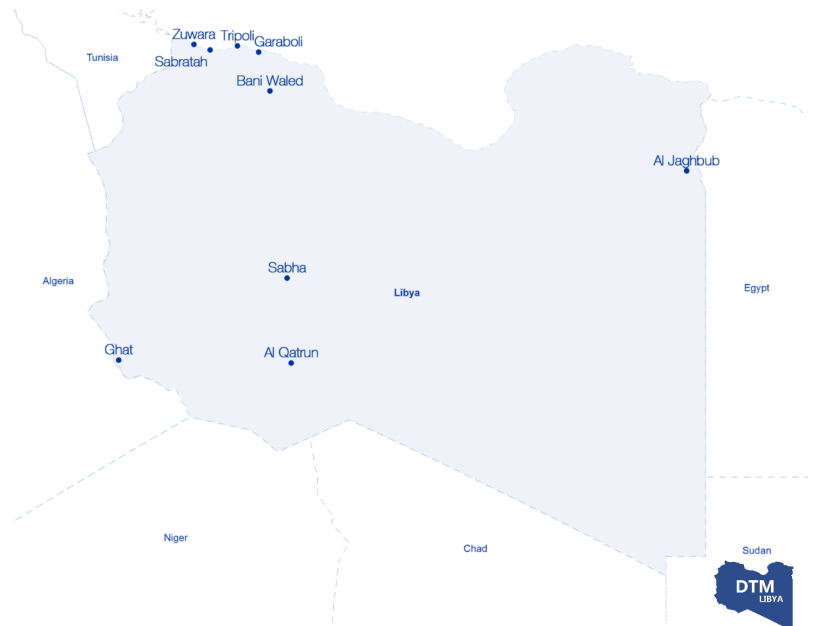 Zuwara
Tripoli
Garaboli
Tunisia
Sabratah
Bani Waled
Al Jaghbub
Sabha
Algeria
Libya
Egypt
Ghat
Al Qatrun
Niger
Chad
Sudan
DTM
LIBYA